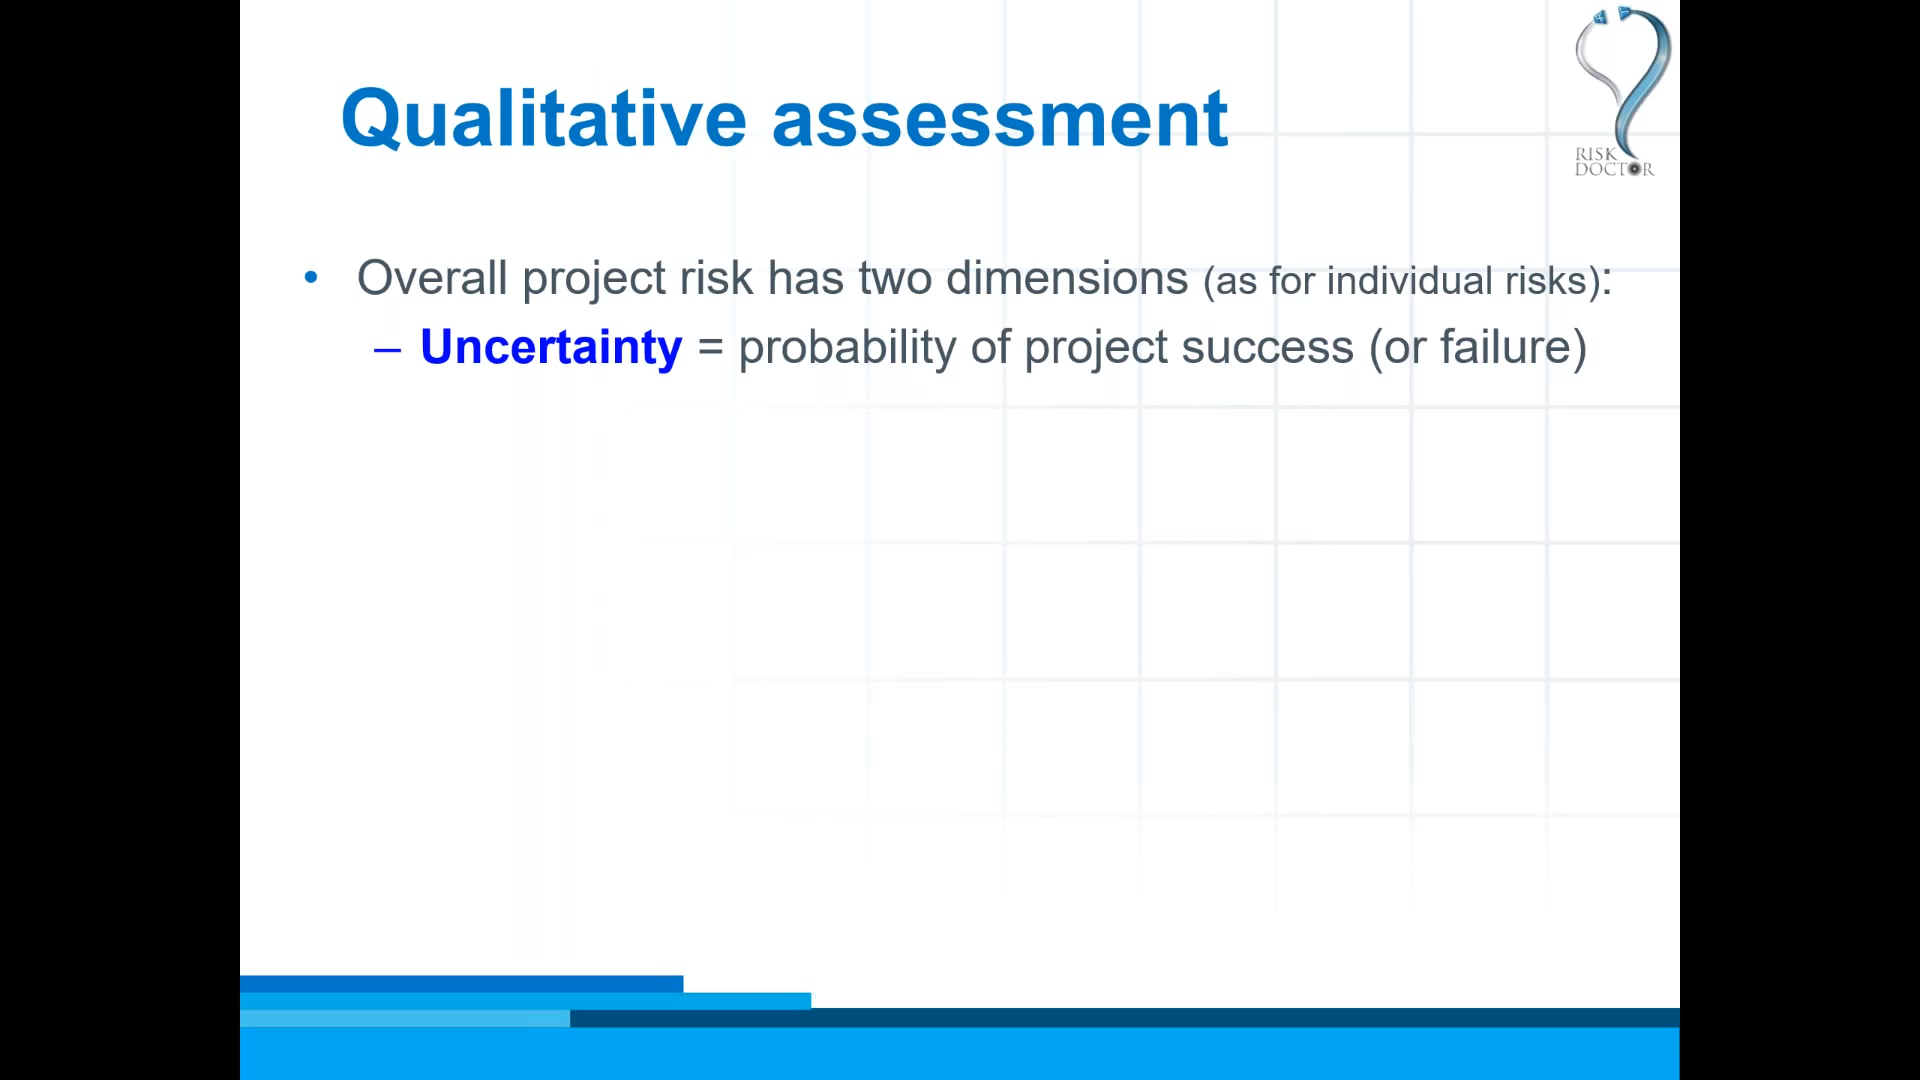 Qualitative assessment
RISK
DOCTOR
• Overall project risk has two dimensions (as for individual risks):
– Uncertainty = probability of project success (or failure)